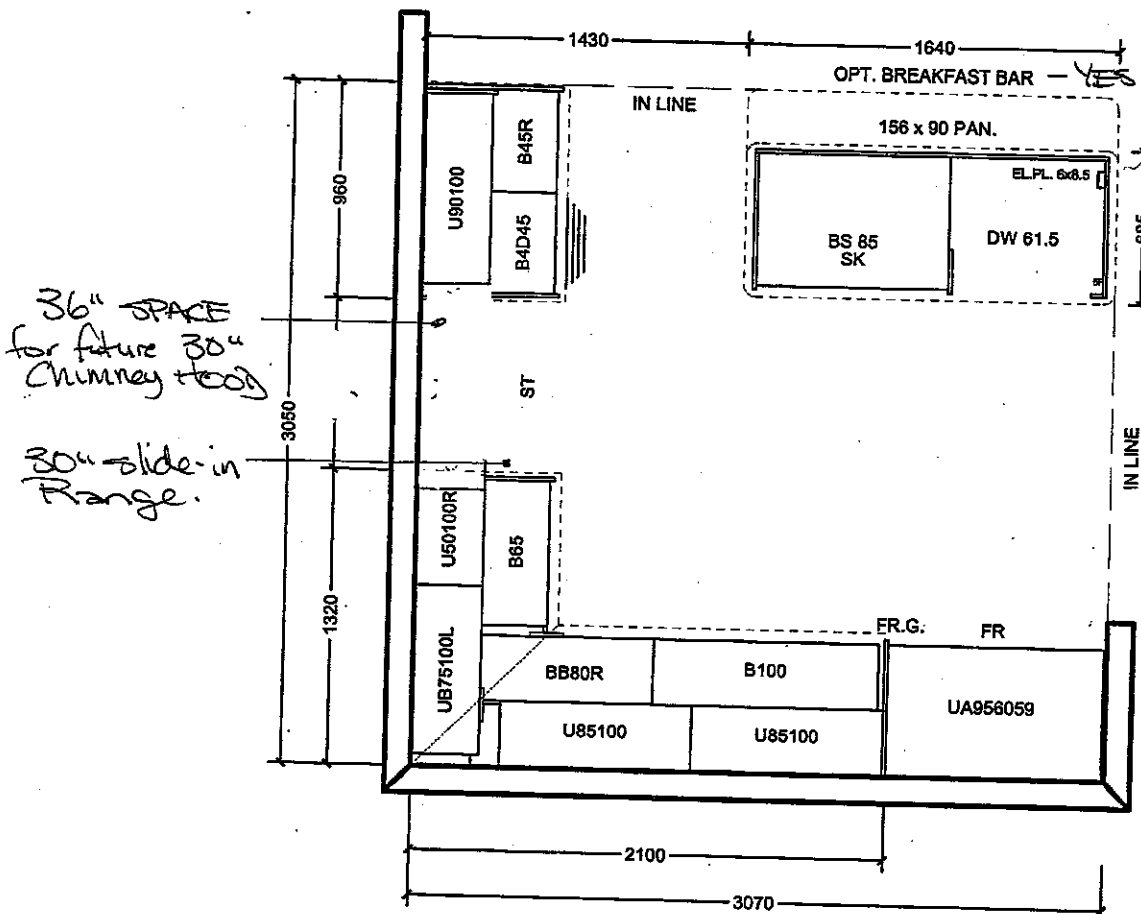 1430
1640
OPT. BREAKFAST BAR - YES
IN LINE
156 x 90 PAN.
960
U90100
B45R
B4D45
EL.PL. 6x8.5
BS 85
SK
DW 61.5
36" SPACE
for future 30"
Chimney Hood
3050
ST
IN LINE
30" slide-in
Range.
U50100R
B65
1320
UB75100L
FR.G.
FR
BB80R
B100
UA956059
U85100
U85100
2100
3070